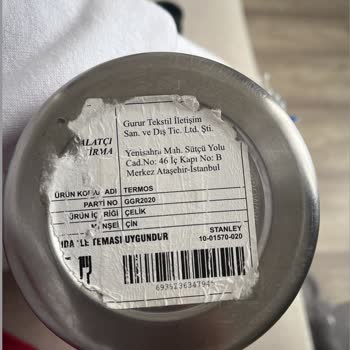 Gurur Tekstil İletişim
San. ve Dış Tic. Ltd. Şti.
ALATÇI
İRMA
Yenisahra Mah. Sütçü Yolu
Cad.No: 46 İç Kapı No: B
Merkez Ataşehir-İstanbul
ÜRÜN KO ADI TERMOS
PARTİ NO GGR2020
ÜRÜN İÇ RİĞİ ÇELİK
NŞEİ ÇİN
IDA LE TEMASI UYGUNDUR
STANLEY
10-01570-020